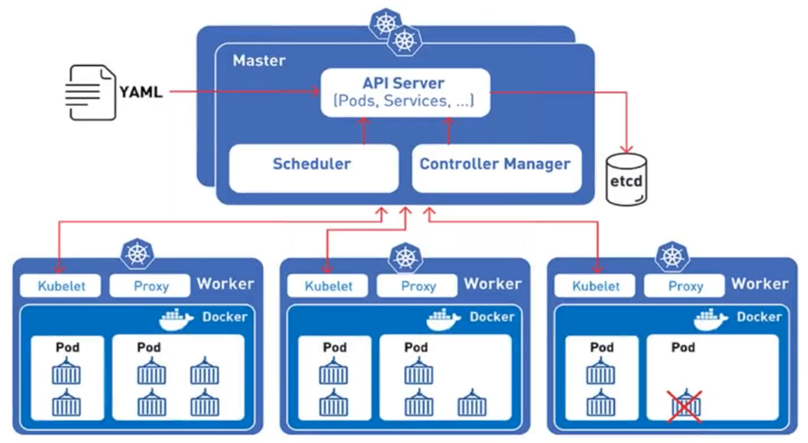 Master
YAML
API Server
(Pods, Services, ...)
Scheduler
Controller Manager
etcd
Kubelet
Proxy
Worker
Docker
Pod
Pod
Kubelet
Proxy
Worker
Docker
Pod
Pod
Kubelet
Proxy
Worker
Docker
Pod
Pod